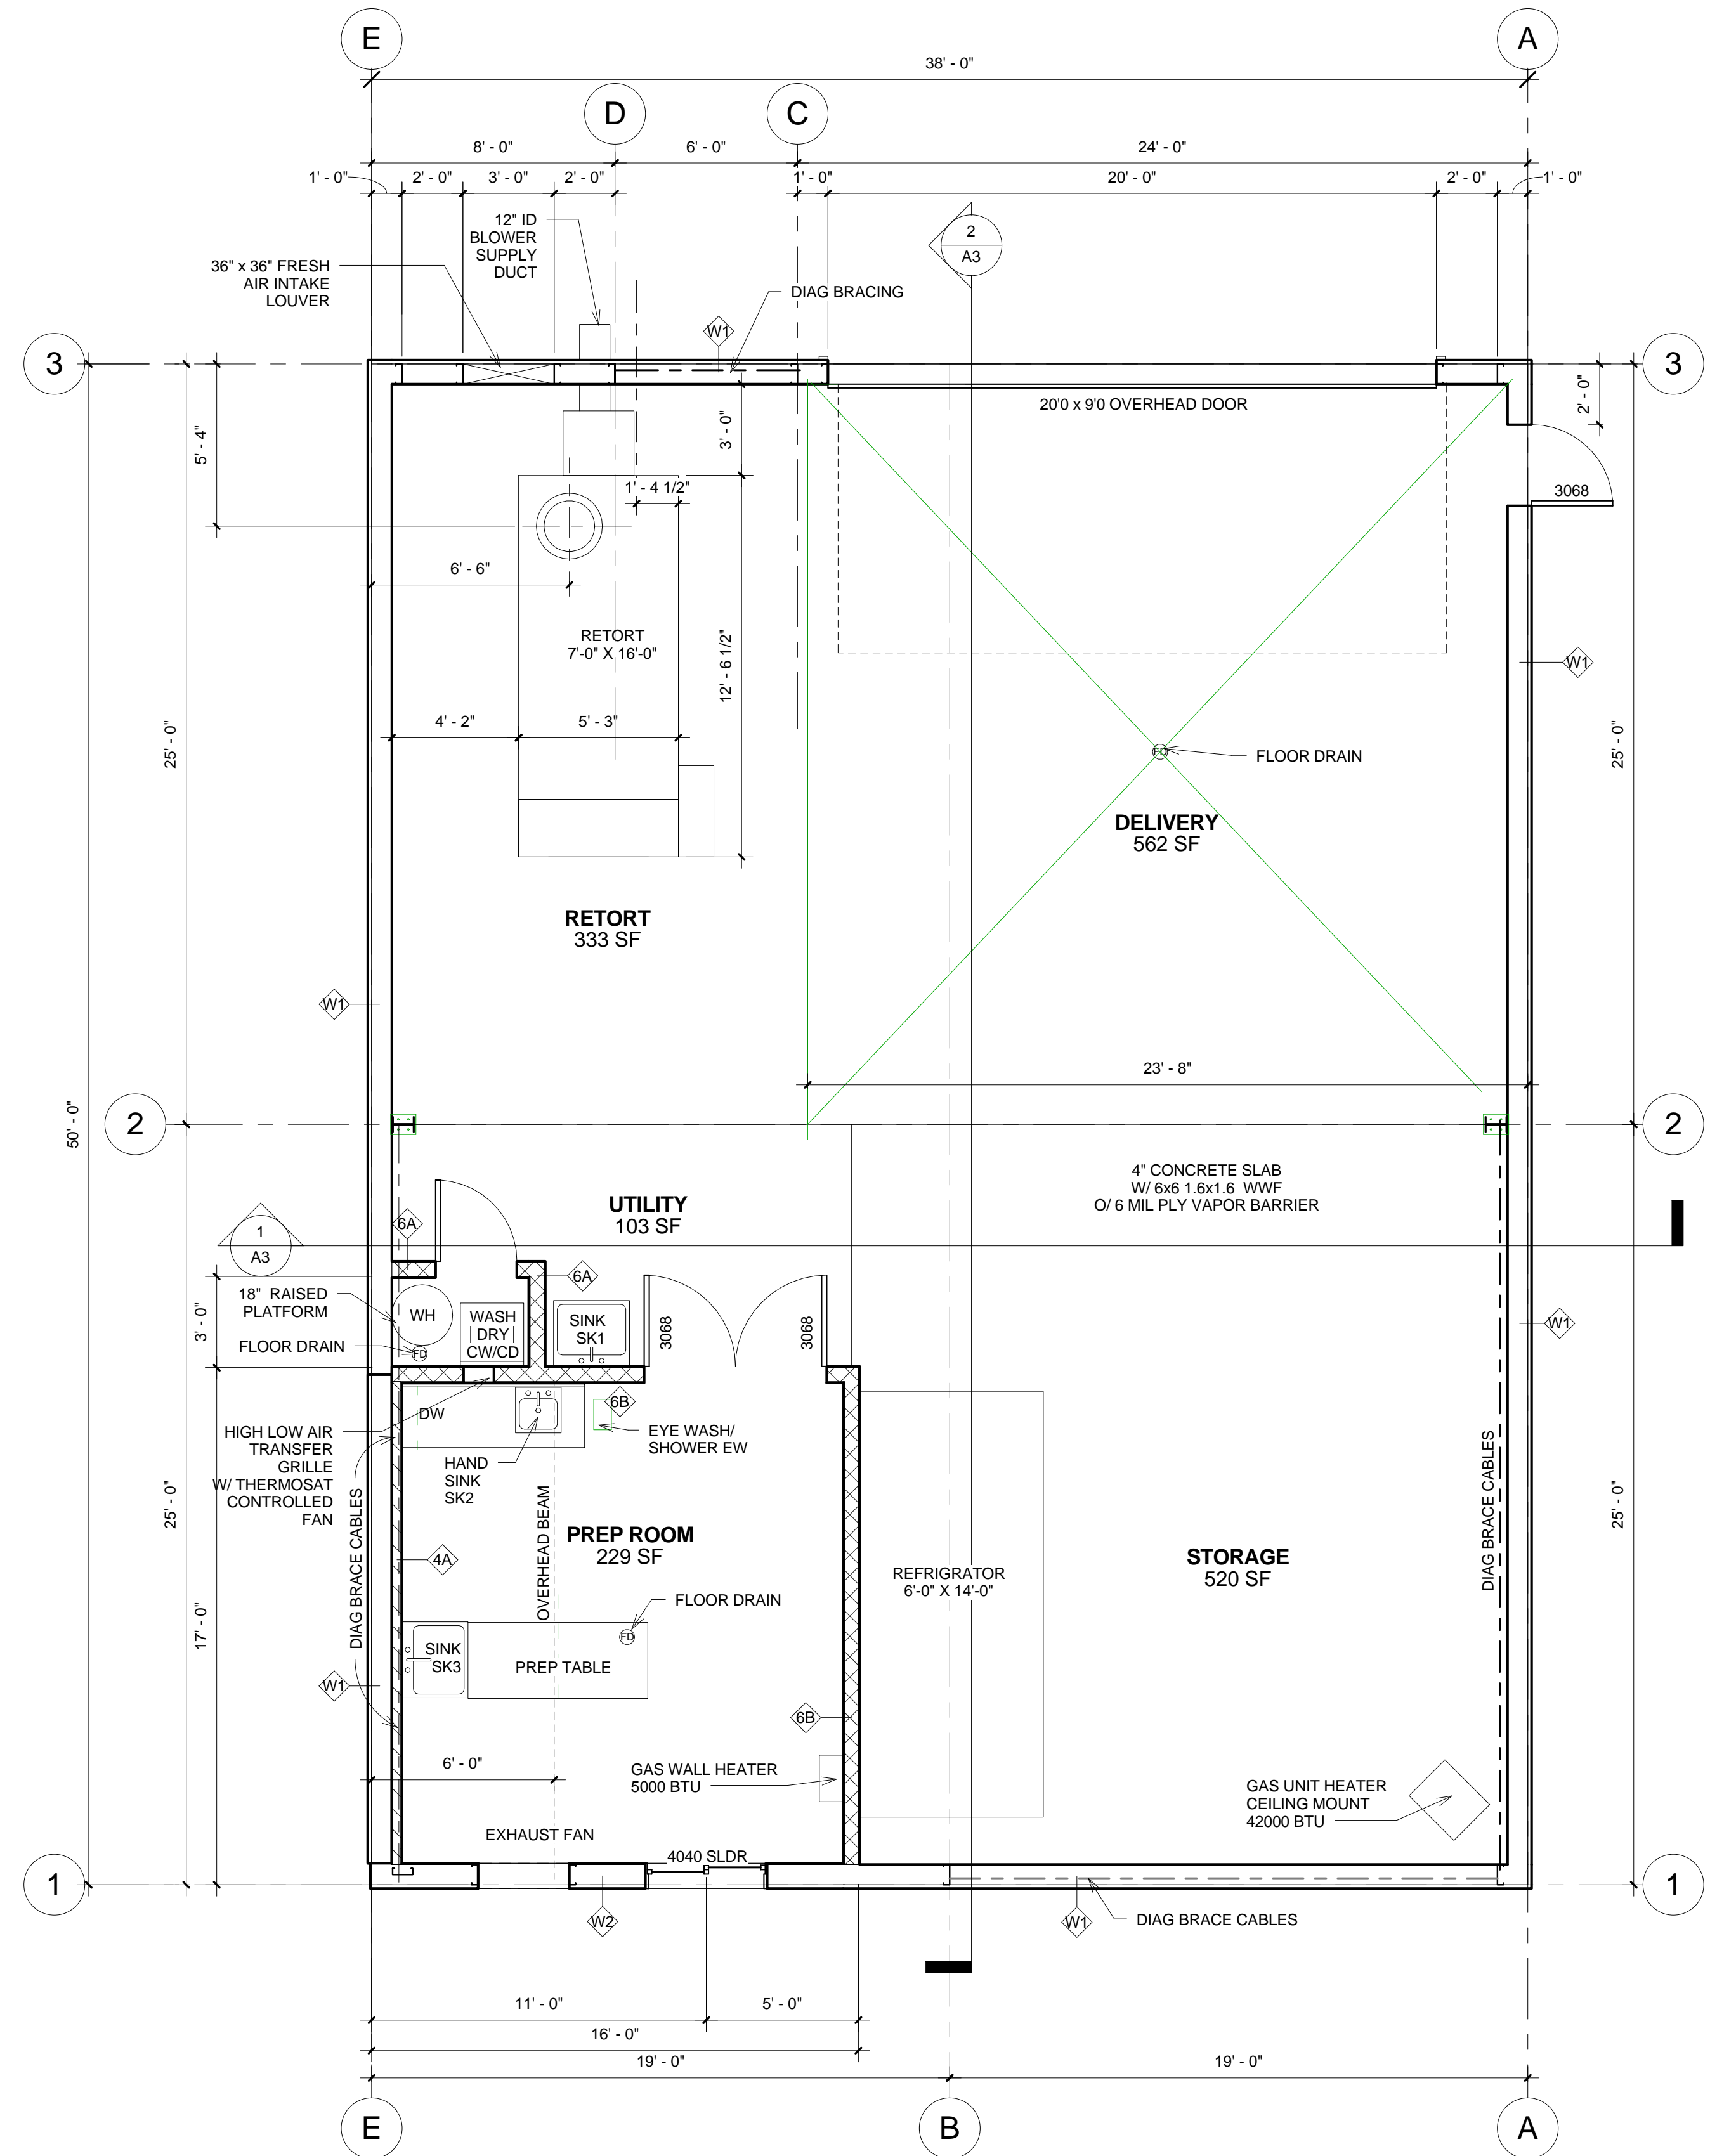 E
A
38' - 0"
D
C
8' - 0"
6' - 0"
24' - 0"
1' - 0"
2' - 0"
3' - 0"
2' - 0"
1' - 0"
20' - 0"
2' - 0"
1' - 0"
12" ID
BLOWER
SUPPLY
DUCT
2
A3
36" x 36" FRESH
AIR INTAKE
LOUVER
DIAG BRACING
W1
3
3
20'0 x 9'0 OVERHEAD DOOR
2' - 0"
5' - 4"
3' - 0"
1' - 4 1/2"
3068
6' - 6"
RETORT
7'-0" X 16'-0"
12' - 6 1/2"
W1
4' - 2"
5' - 3"
25' - 0"
25' - 0"
FD
FLOOR DRAIN
DELIVERY
562 SF
RETORT
333 SF
W1
23' - 8"
50' - 0"
2
2
4" CONCRETE SLAB
W/ 6x6 1.6x1.6 WWF
O/ 6 MIL PLY VAPOR BARRIER
UTILITY
103 SF
6A
1
A3
6A
18" RAISED
PLATFORM
WH
WASH
DRY
CW/CD
SINK
SK1
3068
3068
W1
3' - 0"
FLOOR DRAIN
FD
6B
DW
HIGH LOW AIR
TRANSFER
GRILLE
W/ THERMOSAT
CONTROLLED
FAN
EYE WASH/
SHOWER EW
HAND
SINK
SK2
OVERHEAD BEAM
DIAG BRACE CABLES
DIAG BRACE CABLES
25' - 0"
25' - 0"
17' - 0"
PREP ROOM
229 SF
4A
STORAGE
520 SF
REFRIGRATOR
6'-0" X 14'-0"
FLOOR DRAIN
FD
SINK
SK3
PREP TABLE
W1
6B
6' - 0"
GAS WALL HEATER
5000 BTU
GAS UNIT HEATER
CEILING MOUNT
42000 BTU
EXHAUST FAN
4040 SLDR
1
1
W2
W1
DIAG BRACE CABLES
11' - 0"
5' - 0"
16' - 0"
19' - 0"
19' - 0"
E
B
A